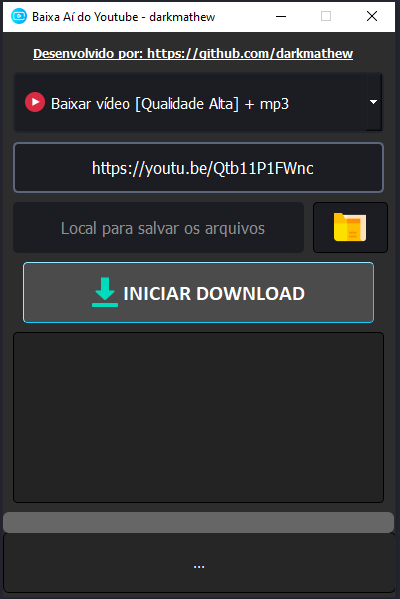 Baixa Aí do Youtube - darkmathew
Desenvolvido por: https://github.com/darkmathew
Baixar vídeo [Qualidade Alta] + mp3
https://youtu.be/Qtb11P1FWnc
Local para salvar os arquivos
INICIAR DOWNLOAD
...